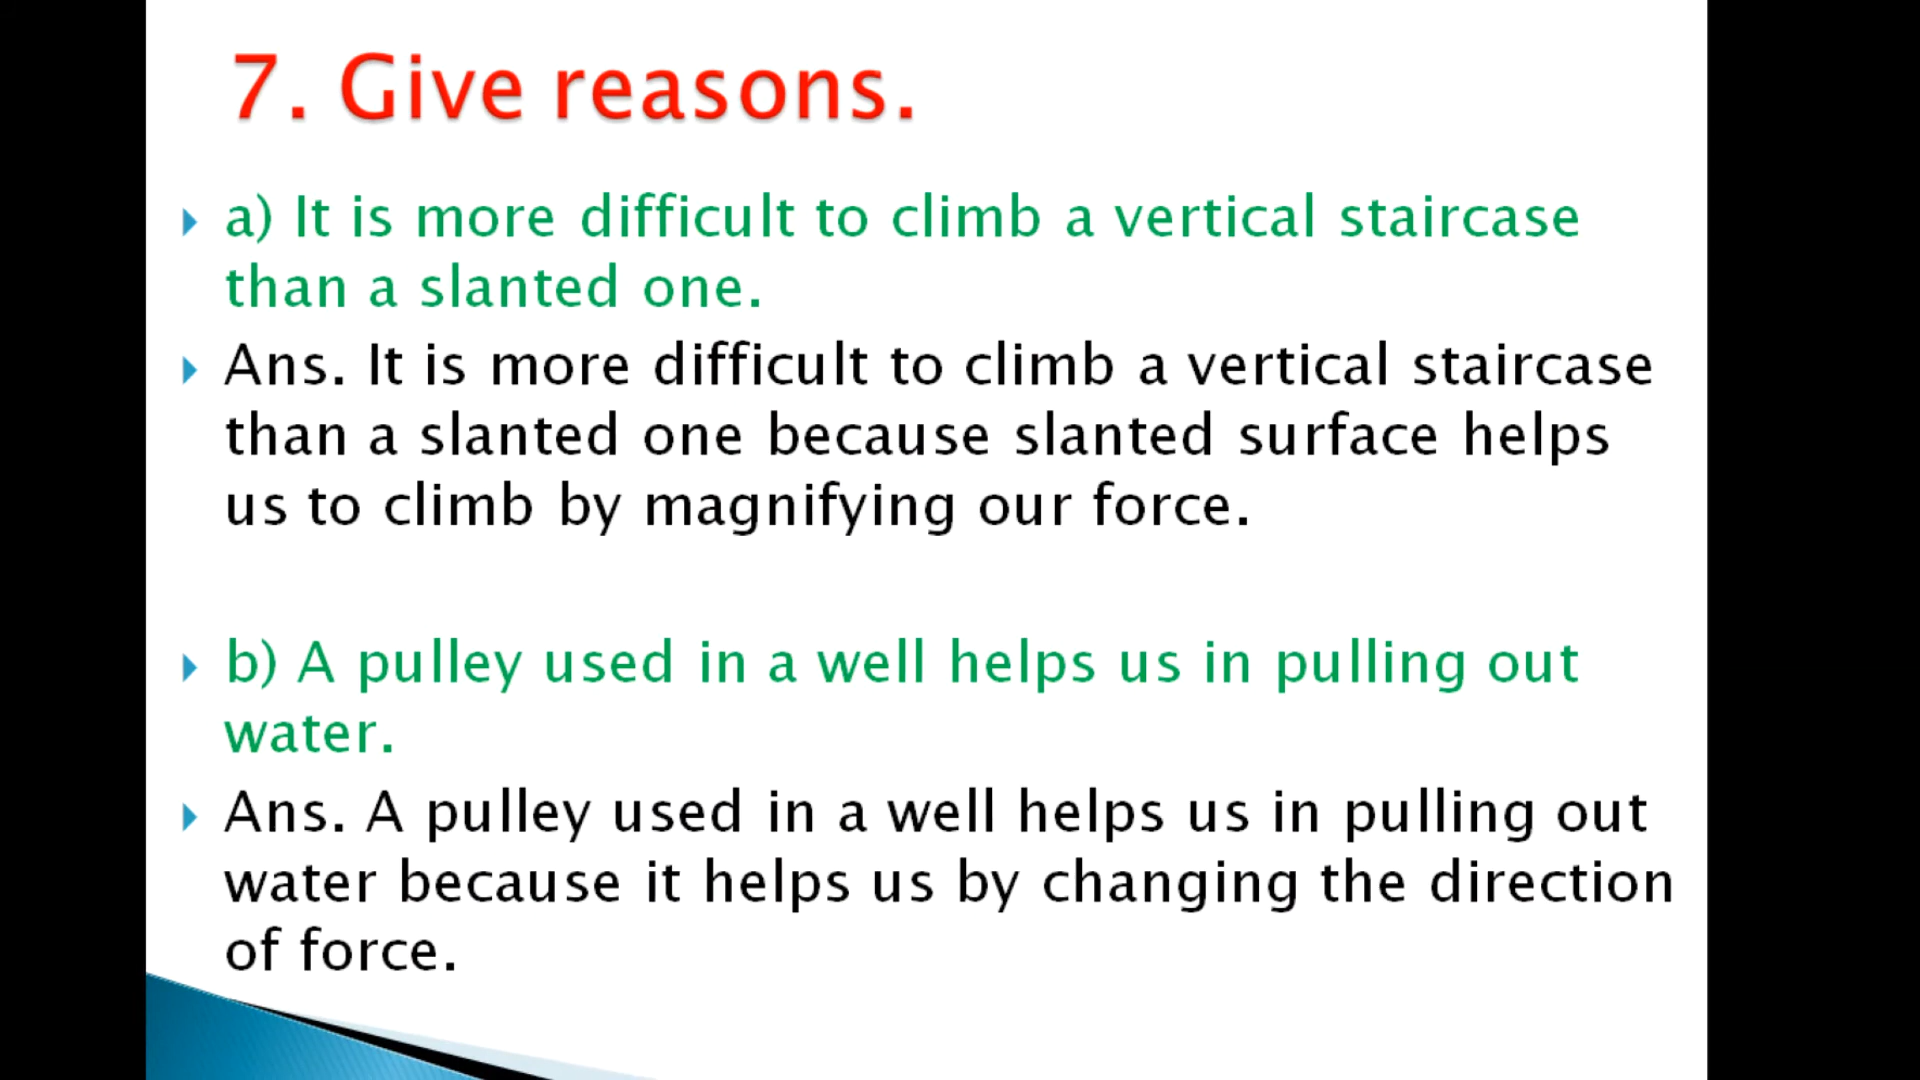 7. Give reasons.
a) It is more difficult to climb a vertical staircase
than a slanted one.
Ans. It is more difficult to climb a vertical staircase
than a slanted one because slanted surface helps
us to climb by magnifying our force.
b) A pulley used in a well helps us in pulling out
water.
Ans. A pulley used in a well helps us in pulling out
water because it helps us by changing the direction
of force.